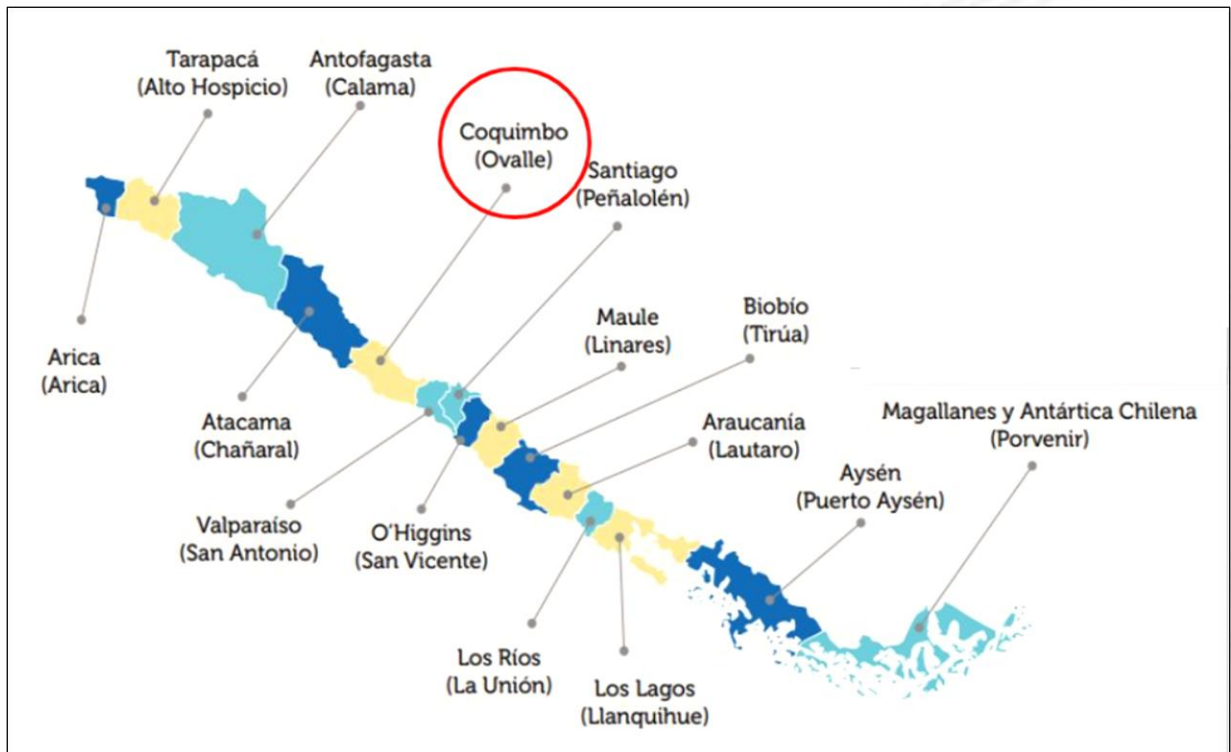 Tarapacá
(Alto Hospicio)
Antofagasta
(Calama)
Coquimbo
(Ovalle)
Santiago
(Peñalolén)
Arica
(Arica)
Atacama
(Chañaral)
Valparaíso
(San Antonio)
O'Higgins
(San Vicente)
Maule
(Linares)
Biobío
(Tirúa)
Araucanía
(Lautaro)
Magallanes y Antártica Chilena
(Porvenir)
Aysén
(Puerto Aysén)
Los Ríos
(La Unión)
Los Lagos
(Llanquihue)